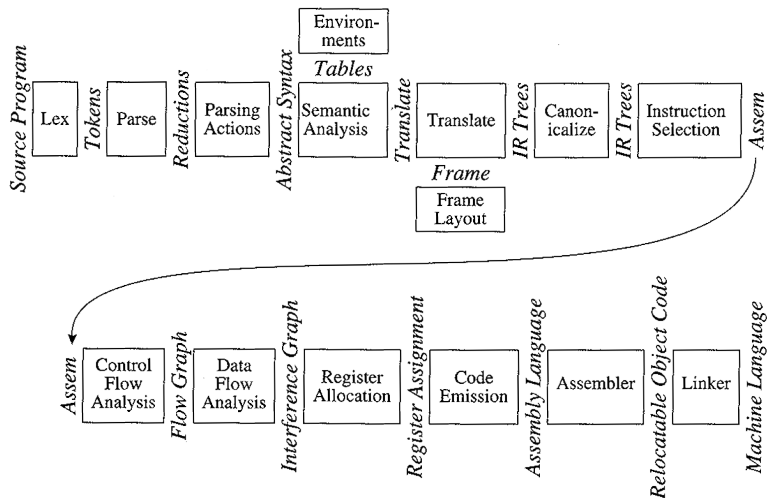 Environ-
ments
Tables
Source Program
Lex
Tokens
Parse
Reductions
Parsing
Actions
Abstract Syntax
Semantic
Analysis
Translate
Translate
Frame
Frame
Layout
IR Trees
Canon-
icalize
IR Trees
Instruction
Selection
Assem
Assem
Control
Flow
Analysis
Flow Graph
Data
Flow
Analysis
Interference Graph
Register
Allocation
Register Assignment
Code
Emission
Assembly Language
Assembler
Relocatable Object Code
Linker
Machine Language